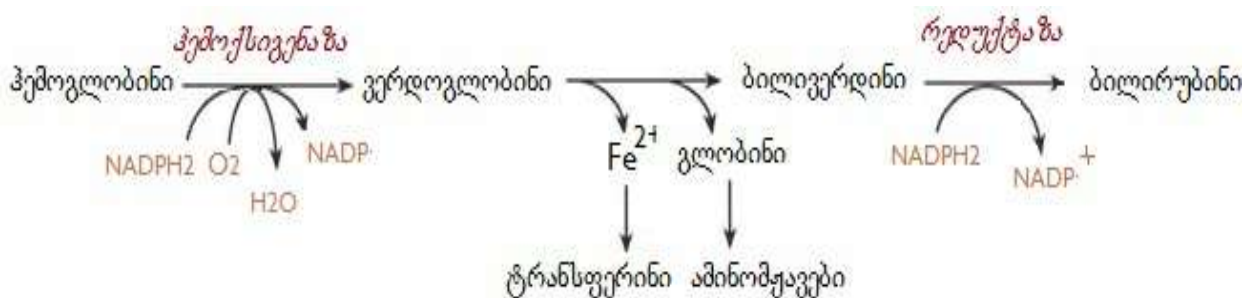 ჰემოქსიგენაზა რედუქტაზა
ჰემოგლობინი ვერდოგლობინი ბილივერდინი ბილირუბინი
NADPH2 O2 H2O NADP· Fe2+ გლობინი NADPH2 NADP·+
ტრანსფერინი ამინომჟავები